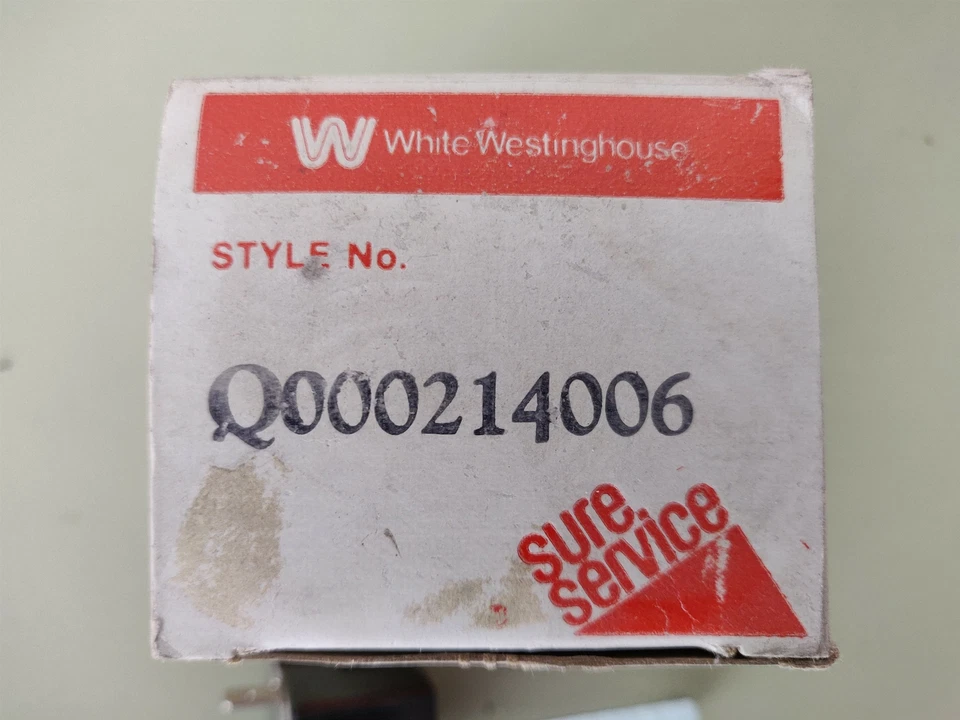 W White Westinghouse
STYLE No.
Q000214006
sure
service